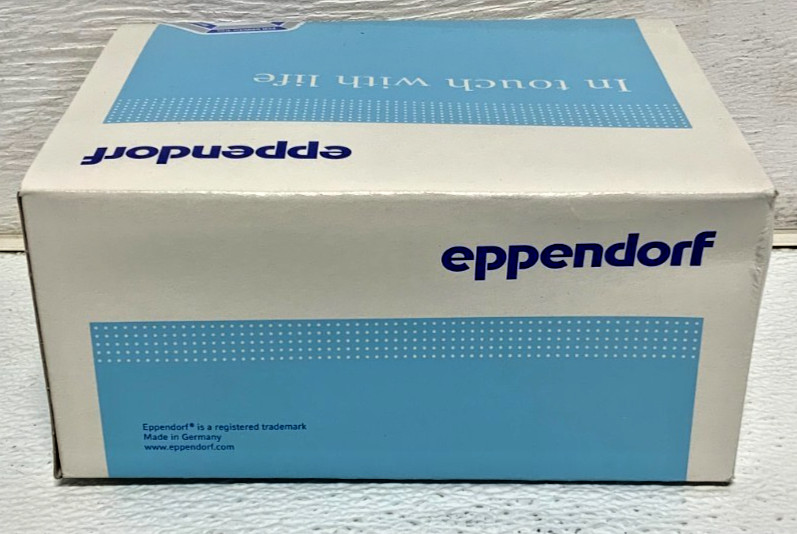 In touch with life
eppendorf
eppendorf
Eppendorf® is a registered trademark
Made in Germany
www.eppendorf.com